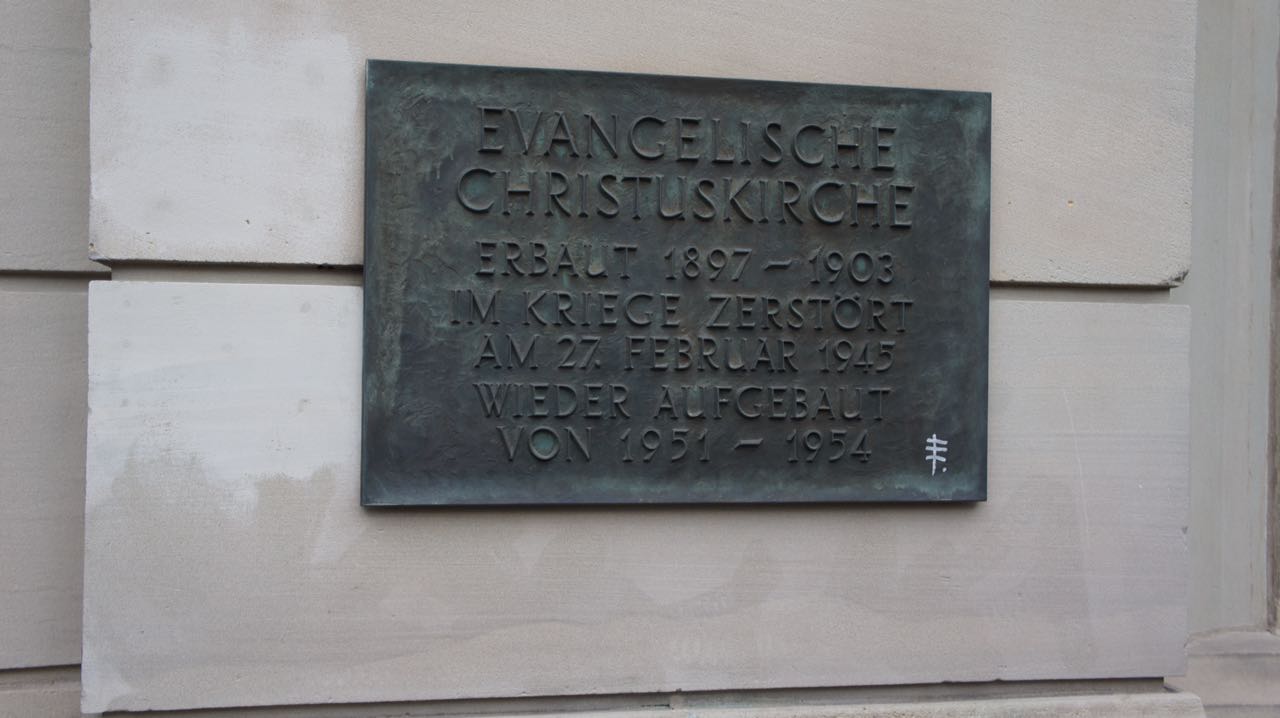 EVANGELISCHE
CHRISTUSKIRCHE
ERBAUT 1897 – 1903
IM KRIEGE ZERSTÖRT
AM 27. FEBRUAR 1945
WIEDER AUFGEBAUT
VON 1951 – 1954